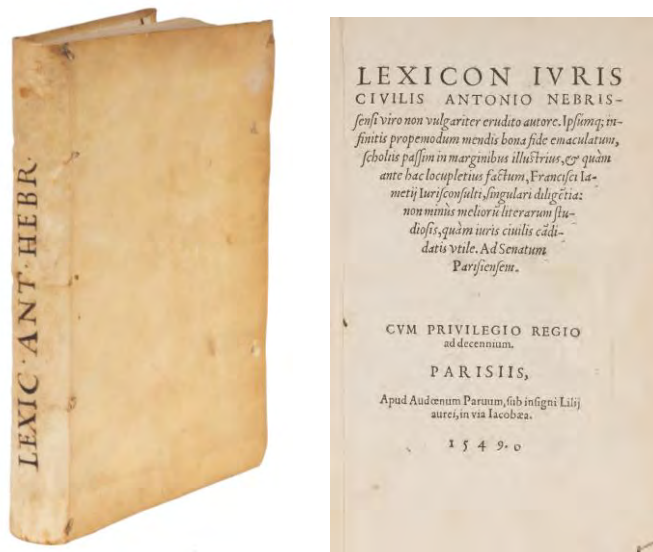 LEXIC · ANT · HEBR.
LEXICON IVRIS
CIVILIS ANTONIO NEBRIS-
sensi viro non vulgariter erudito autore. Ipsumq; in-
finitis propemodum mendis bona fide emaculatum,
scholiis passim in marginibus illustrius, & quàm
ante hac locupletius factum, Francisci Ia-
metij Iurisconsulti, singulari diligẽtia:
non minùs meliorũ literarum stu-
diosis, quàm iuris ciuilis cãdi-
datis vtile. Ad Senatum
Parisiensem.
CVM PRIVILEGIO REGIO
ad decennium.
PARISIIS,
Apud Audœnum Paruum, sub insigni Lilij
aurei, in via Iacobæa.
1549.